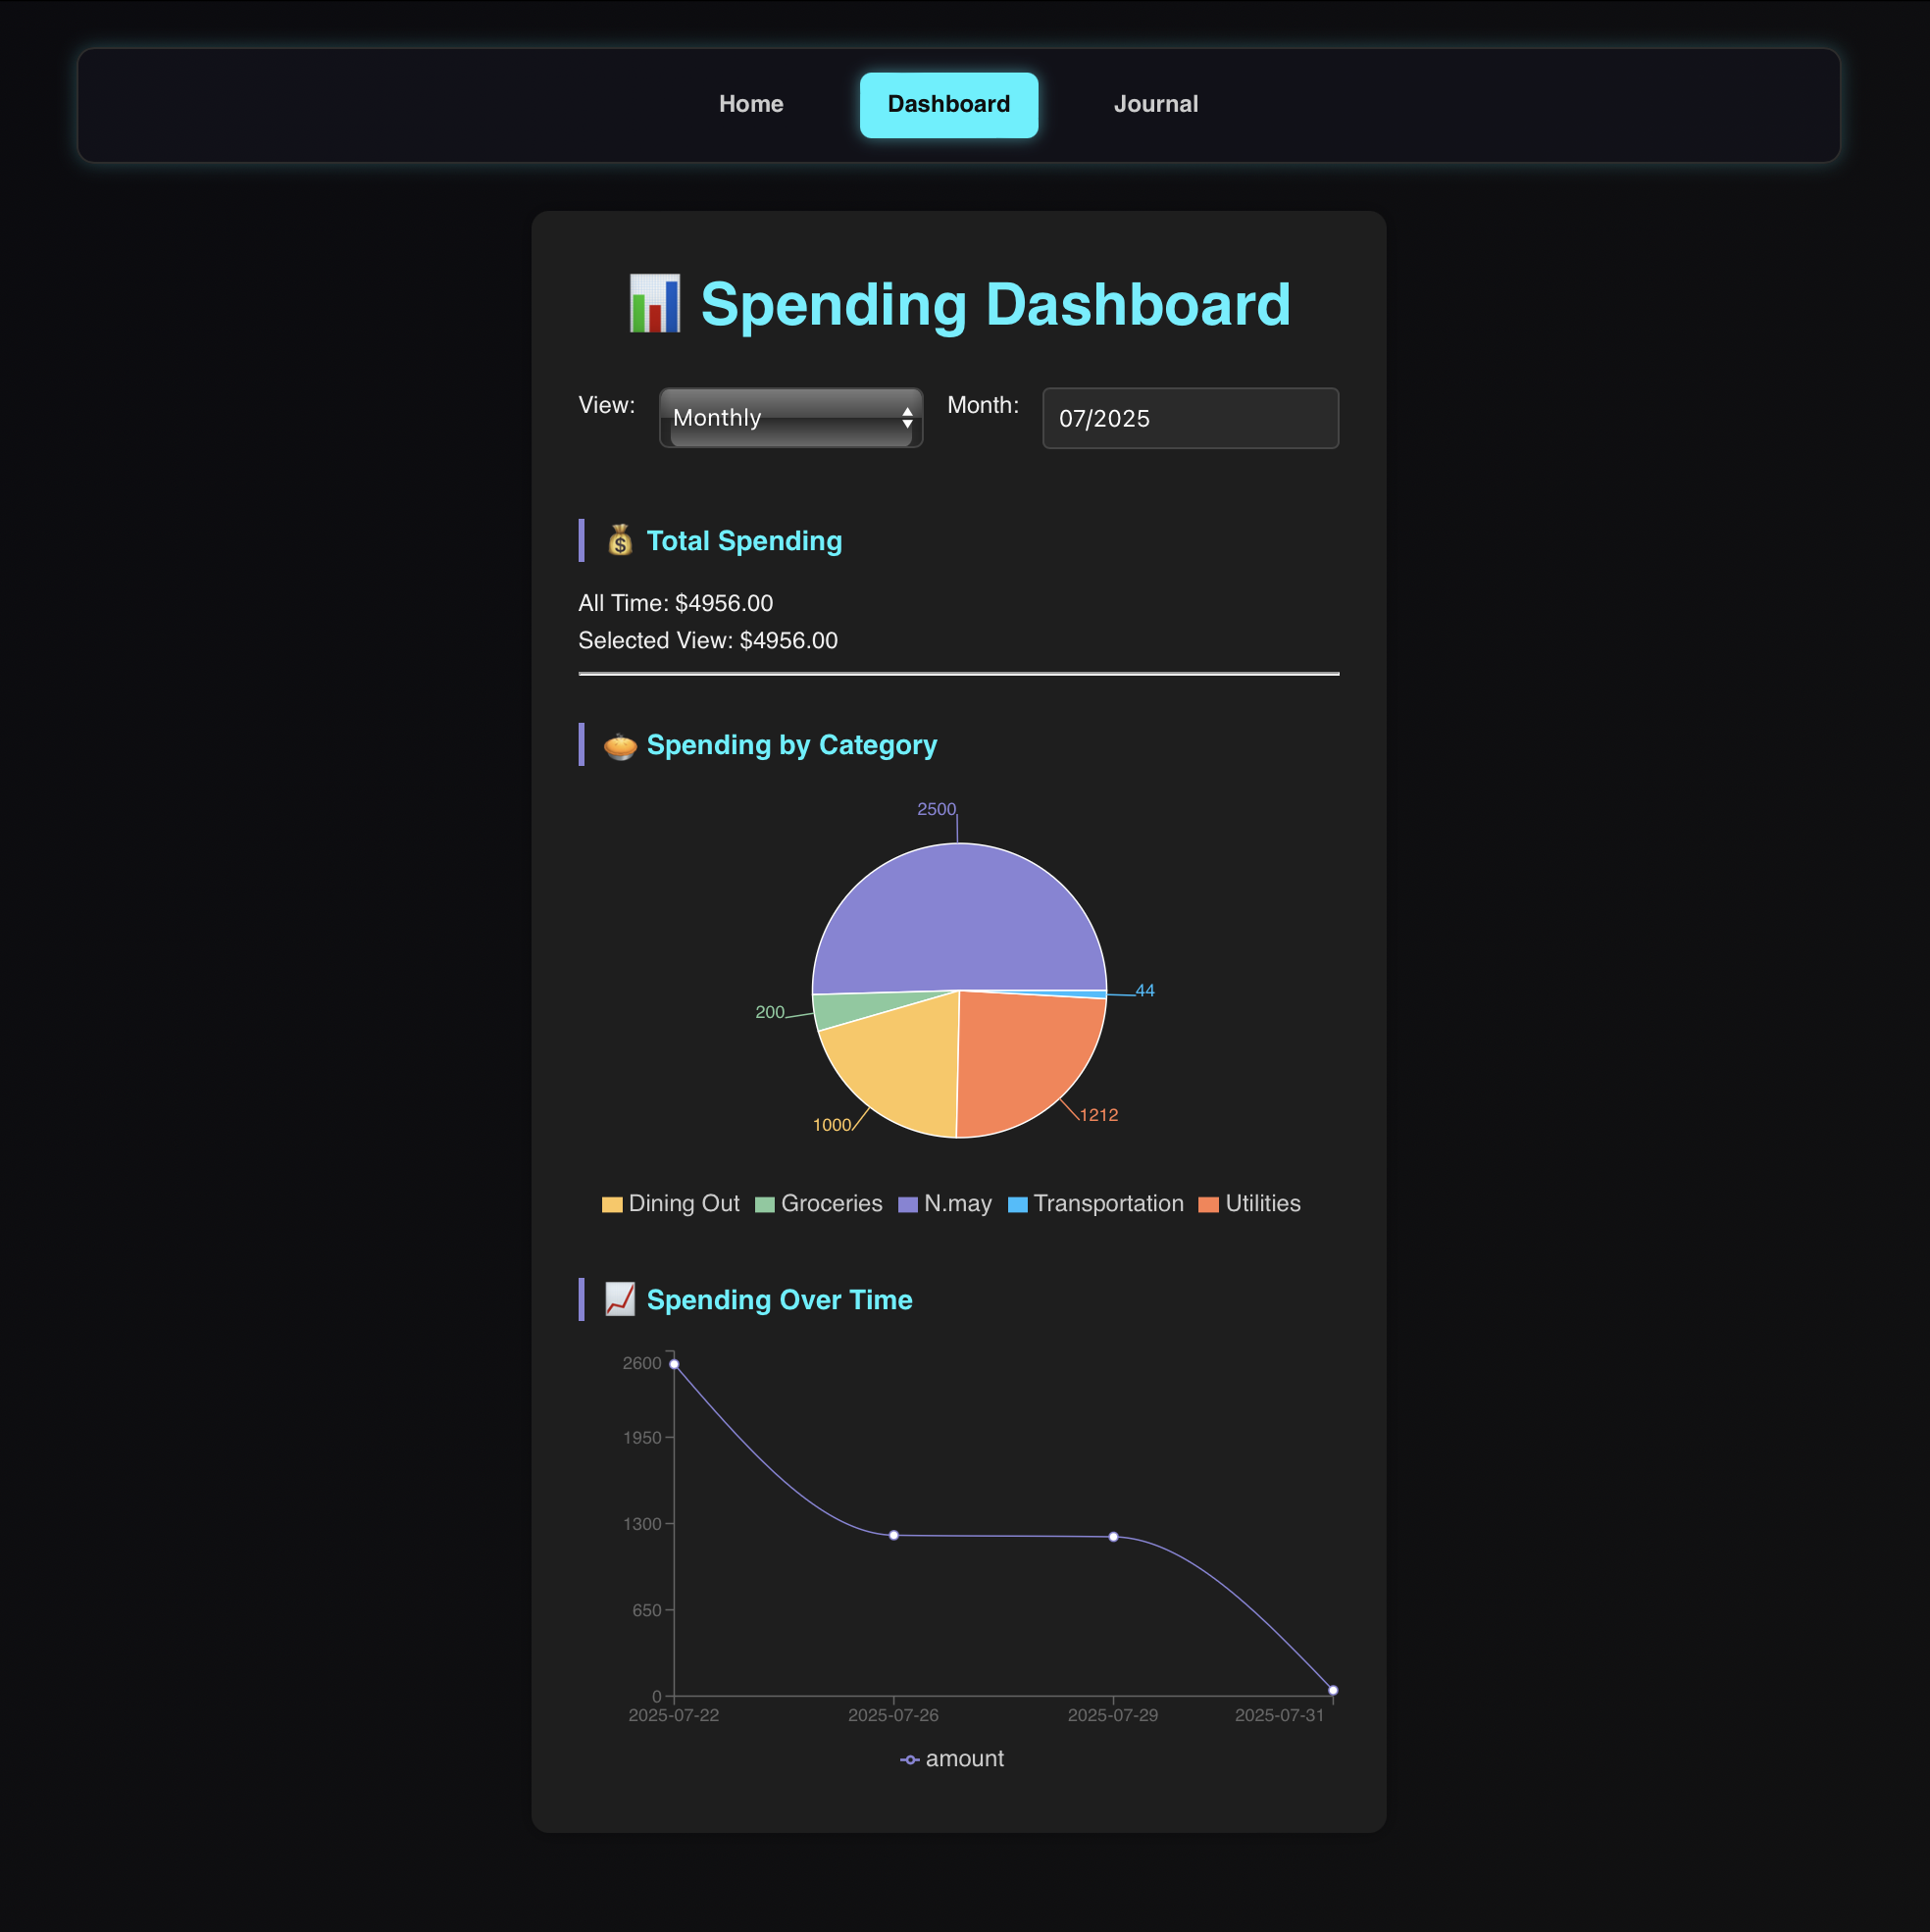 Home Dashboard Journal
Spending Dashboard
View: Monthly Month: 07/2025
Total Spending
All Time: $4956.00
Selected View: $4956.00
Spending by Category
2500
44
200
1212
1000
Dining Out Groceries N.may Transportation Utilities
Spending Over Time
2600
1950
1300
650
0
2025-07-22 2025-07-26 2025-07-29 2025-07-31
amount